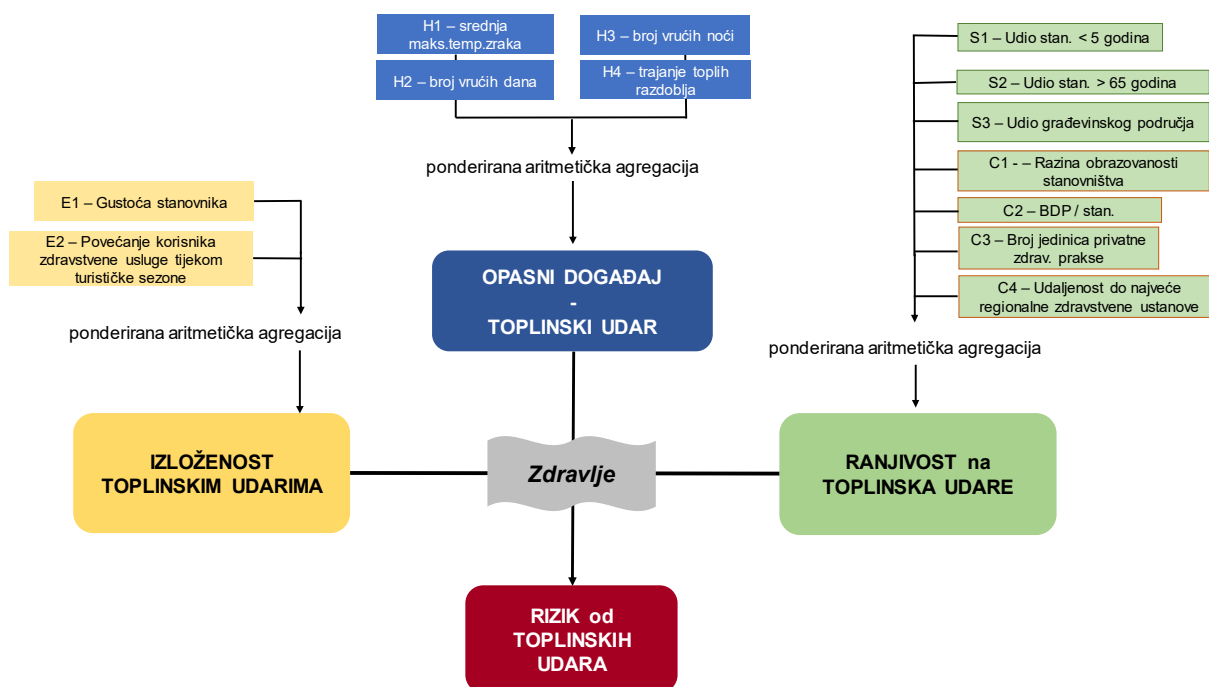 H1 – srednja
maks.temp.zraka
H3 – broj vrućih noći
H2 – broj vrućih dana
H4 – trajanje toplih
razdoblja
ponderirana aritmetička agregacija
OPASNI DOGAĐAJ
-
TOPLINSKI UDAR
E1 – Gustoća stanovnika
E2 – Povećanje korisnika
zdravstvene usluge tijekom
turističke sezone
ponderirana aritmetička agregacija
IZLOŽENOST
TOPLINSKIM UDARIMA
S1 – Udio stan. < 5 godina
S2 – Udio stan. > 65 godina
S3 – Udio građevinskog područja
C1 - – Razina obrazovanosti
stanovništva
C2 – BDP / stan.
C3 – Broj jedinica privatne
zdrav. prakse
C4 – Udaljenost do najveće
regionalne zdravstvene ustanove
ponderirana aritmetička agregacija
RANJIVOST na
TOPLINSKA UDARE
Zdravlje
RIZIK od
TOPLINSKIH
UDARA